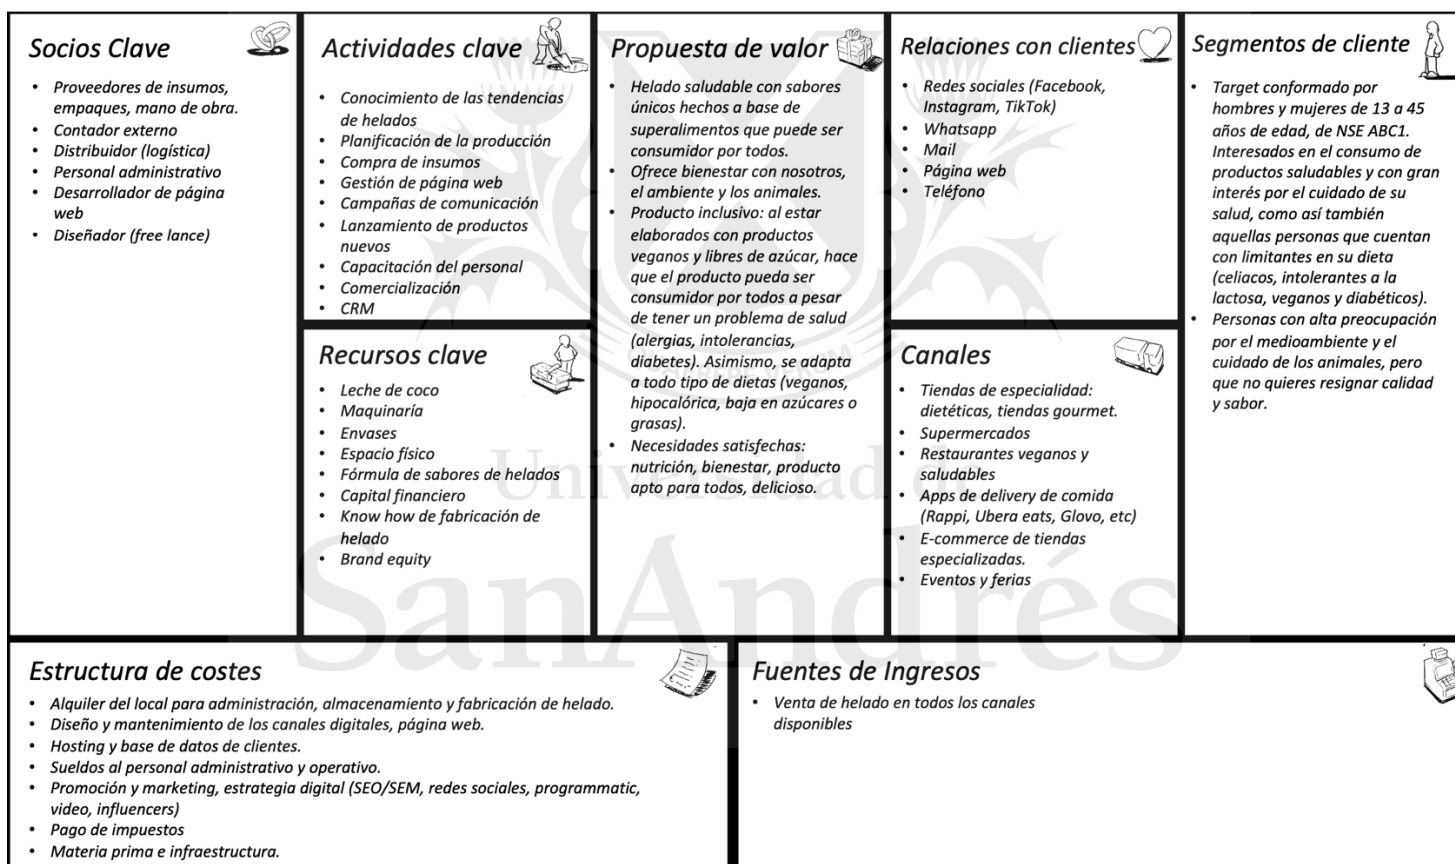 Socios Clave
• Proveedores de insumos,
empaques, mano de obra.
• Contador externo
• Distribuidor (logística)
• Personal administrativo
• Desarrollador de página
web
• Diseñador (free lance)
Actividades clave
• Conocimiento de las tendencias
de helados
• Planificación de la producción
• Compra de insumos
• Gestión de página web
• Campañas de comunicación
• Lanzamiento de productos
nuevos
• Capacitación del personal
• Comercialización
• CRM
Recursos clave
• Leche de coco
• Maquinaría
• Envases
• Espacio físico
• Fórmula de sabores de helados
• Capital financiero
• Know how de fabricación de
helado
• Brand equity
Propuesta de valor
• Helado saludable con sabores
únicos hechos a base de
superalimentos que puede ser
consumidor por todos.
• Ofrece bienestar con nosotros,
el ambiente y los animales.
• Producto inclusivo: al estar
elaborados con productos
veganos y libres de azúcar, hace
que el producto pueda ser
consumidor por todos a pesar
de tener un problema de salud
(alergias, intolerancias,
diabetes). Asimismo, se adapta
a todo tipo de dietas (veganos,
hipocalórica, baja en azúcares o
grasas).
• Necesidades satisfechas:
nutrición, bienestar, producto
apto para todos, delicioso.
Relaciones con clientes
• Redes sociales (Facebook,
Instagram, TikTok)
• Whatsapp
• Mail
• Página web
• Teléfono
Canales
• Tiendas de especialidad:
dietéticas, tiendas gourmet.
• Supermercados
• Restaurantes veganos y
saludables
• Apps de delivery de comida
(Rappi, Ubera eats, Glovo, etc)
• E-commerce de tiendas
especializadas.
• Eventos y ferias
Segmentos de cliente
• Target conformado por
hombres y mujeres de 13 a 45
años de edad, de NSE ABC1.
Interesados en el consumo de
productos saludables y con gran
interés por el cuidado de su
salud, como así también
aquellas personas que cuentan
con limitantes en su dieta
(celiacos, intolerantes a la
lactosa, veganos y diabéticos).
• Personas con alta preocupación
por el medioambiente y el
cuidado de los animales, pero
que no quieres resignar calidad
y sabor.
Estructura de costes
• Alquiler del local para administración, almacenamiento y fabricación de helado.
• Diseño y mantenimiento de los canales digitales, página web.
• Hosting y base de datos de clientes.
• Sueldos al personal administrativo y operativo.
• Promoción y marketing, estrategia digital (SEO/SEM, redes sociales, programmatic,
video, influencers)
• Pago de impuestos
• Materia prima e infraestructura.
Fuentes de Ingresos
• Venta de helado en todos los canales
disponibles
Universidad de
SanAndrés